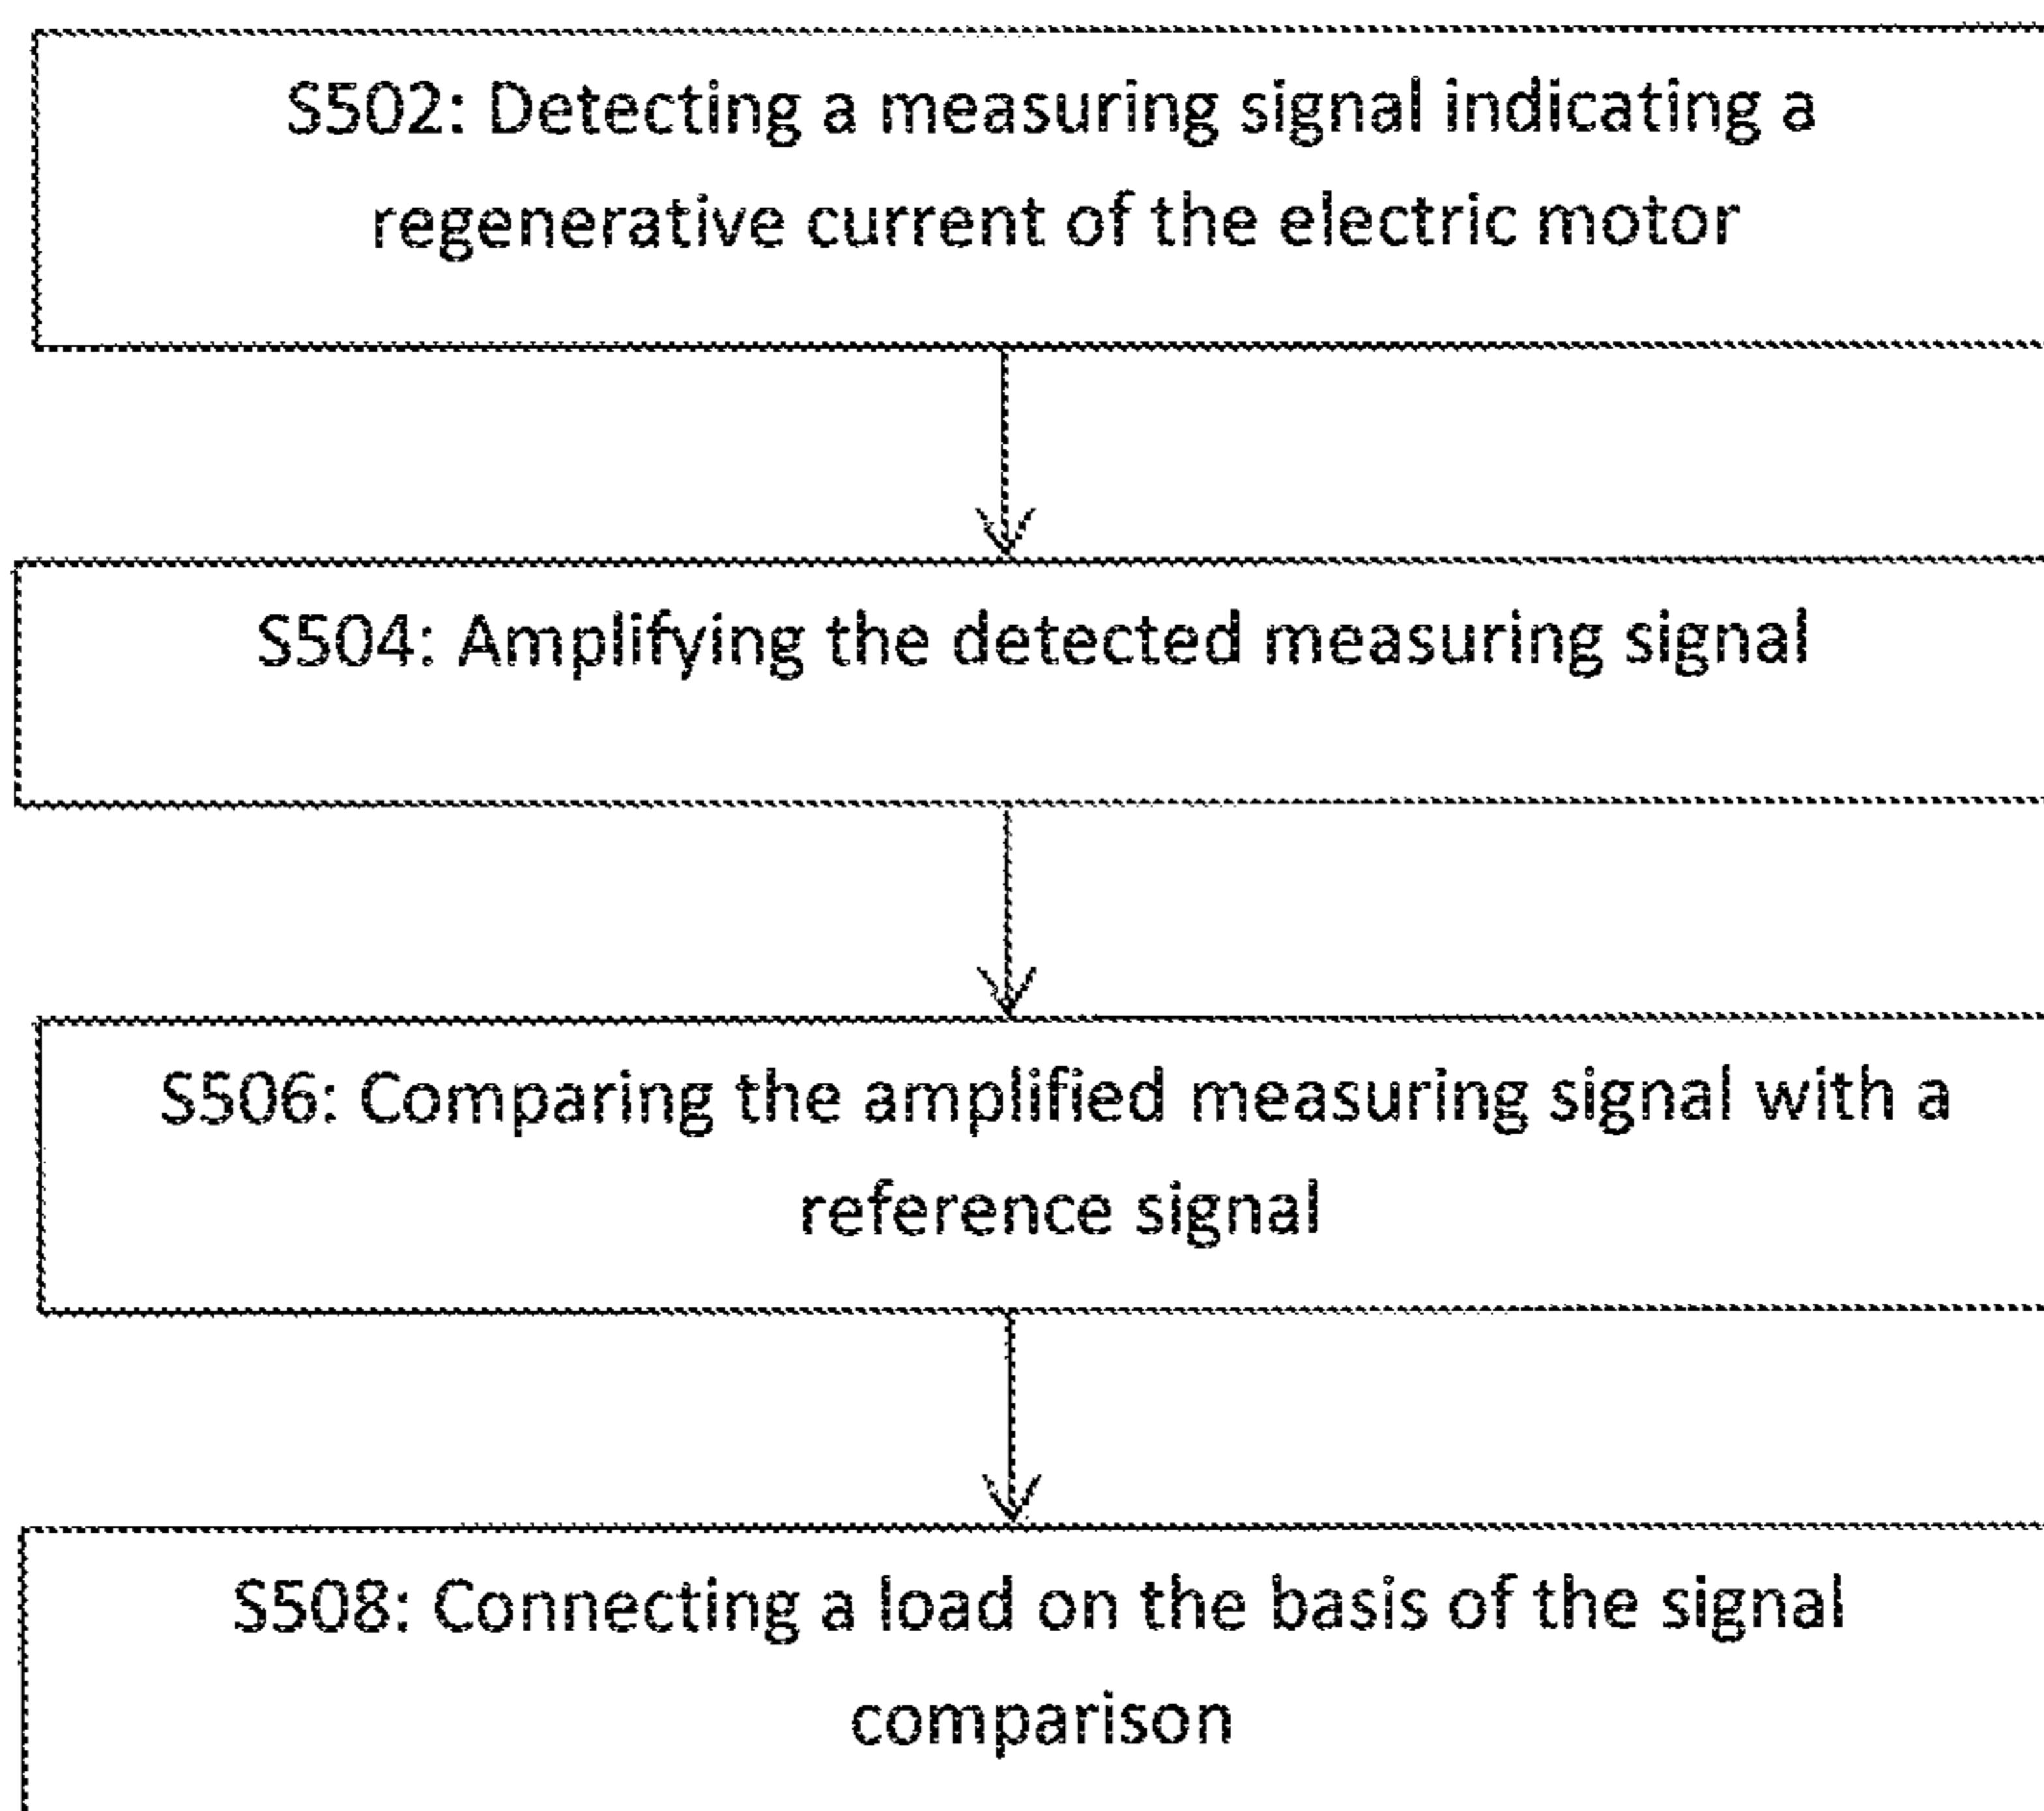 S502: Detecting a measuring signal indicating a
regenerative current of the electric motor
S504: Amplifying the detected measuring signal
S506: Comparing the amplified measuring signal with a
reference signal
S508: Connecting a load on the basis of the signal
comparison